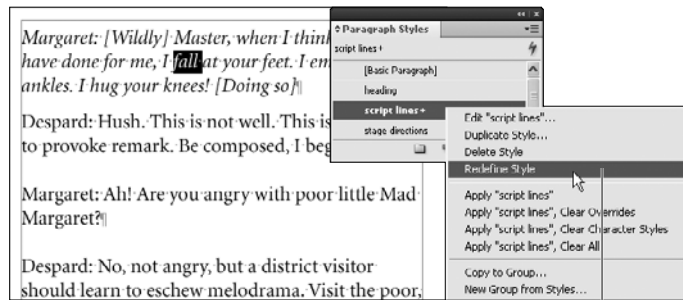 Margaret: [Wildly] Master, when I think
have done for me, I fall at your feet. I em
ankles. I hug your knees! [Doing so]¶
Despard: Hush. This is not well. This is
to provoke remark. Be composed, I beg
Margaret: Ah! Are you angry with poor little Mad
Margaret?¶
Despard: No, not angry, but a district visitor
should learn to eschew melodrama. Visit the poor,
Paragraph Styles
script lines+
[Basic Paragraph]
heading
script lines+
stage directions
Edit "script lines"...
Duplicate Style...
Delete Style
Redefine Style
Apply "script lines"
Apply "script lines", Clear Overrides
Apply "script lines", Clear Character Styles
Apply "script lines", Clear All
Copy to Group...
New Group from Styles...